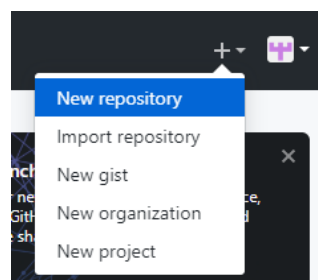 New repository
Import repository
New gist
New organization
New project